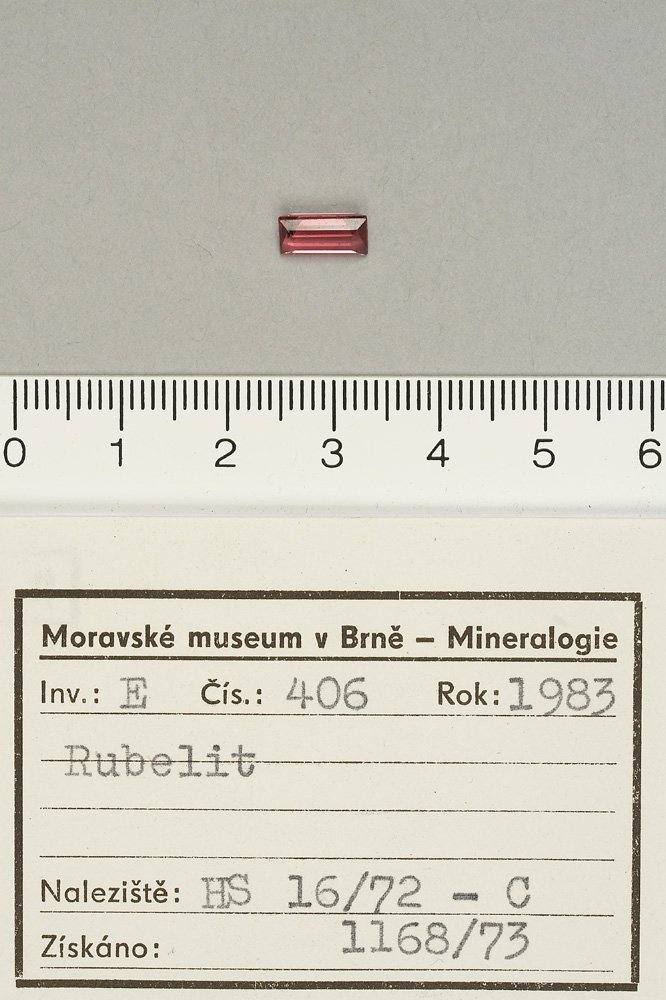 0 1 2 3 4 5 6
Moravské museum v Brně – Mineralogie
Inv.: E Čís.: 406 Rok: 1983
Rubelit
Naleziště: HS 16/72 - C
Získáno: 1168/73